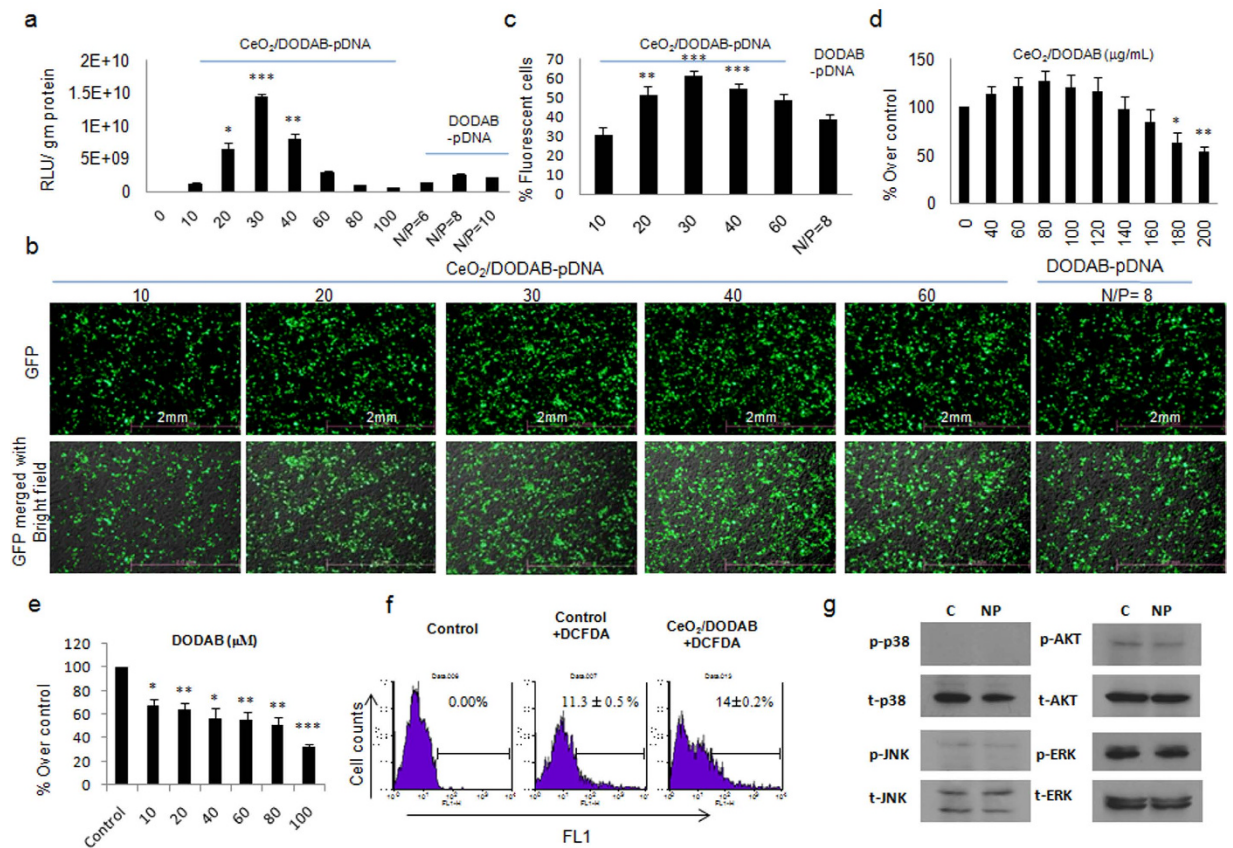 a
CeO₂/DODAB-pDNA
2E+10
1.5E+10
1E+10
5E+09
0
RLU/ gm protein
*
***
**
DODAB
-pDNA
0 10 20 30 40 60 80 100 N/P=6 N/P=8 N/P=10
c
CeO₂/DODAB-pDNA
DODAB
-pDNA
70
60
50
40
30
20
10
0
% Fluorescent cells
**
***
***
10 20 30 40 60 N/P=8
d
CeO₂/DODAB (µg/mL)
150
100
50
0
% Over control
*
**
0 40 60 80 100 120 140 160 180 200
b
CeO₂/DODAB-pDNA
DODAB-pDNA
10 20 30 40 60 N/P= 8
GFP
2mm 2mm 2mm 2mm 2mm 2mm
GFP merged with
Bright field
e
DODAB (µM)
120
100
80
60
40
20
0
% Over control
* ** * ** ** ***
Control 10 20 40 60 80 100
f
Control
Control
+DCFDA
CeO₂/DODAB
+DCFDA
Data.007
0.00%
11.3 ± 0.5 %
14±0.2%
Cell counts
FL1-H
FL1
g
C NP
C NP
p-p38
p-AKT
t-p38
t-AKT
p-JNK
p-ERK
t-JNK
t-ERK